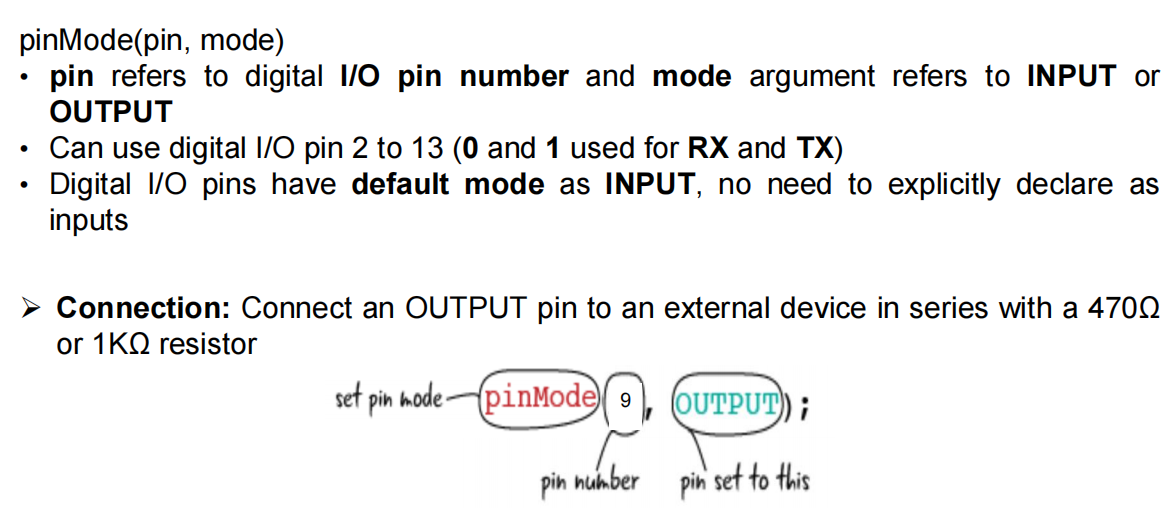 pinMode(pin, mode)
• pin refers to digital I/O pin number and mode argument refers to INPUT or
OUTPUT
• Can use digital I/O pin 2 to 13 (0 and 1 used for RX and TX)
• Digital I/O pins have default mode as INPUT, no need to explicitly declare as
inputs
➢ Connection: Connect an OUTPUT pin to an external device in series with a 470Ω
or 1KΩ resistor
set pin mode pinMode( 9 , OUTPUT) ;
pin number pin set to this